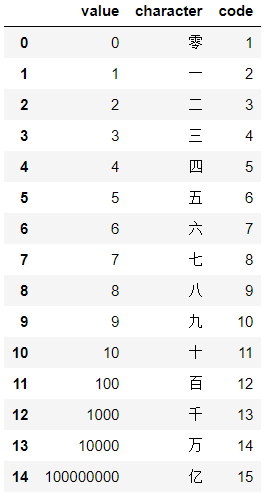 value character code
0 0 零 1
1 1 一 2
2 2 二 3
3 3 三 4
4 4 四 5
5 5 五 6
6 6 六 7
7 7 七 8
8 8 八 9
9 9 九 10
10 10 十 11
11 100 百 12
12 1000 千 13
13 10000 万 14
14 100000000 亿 15